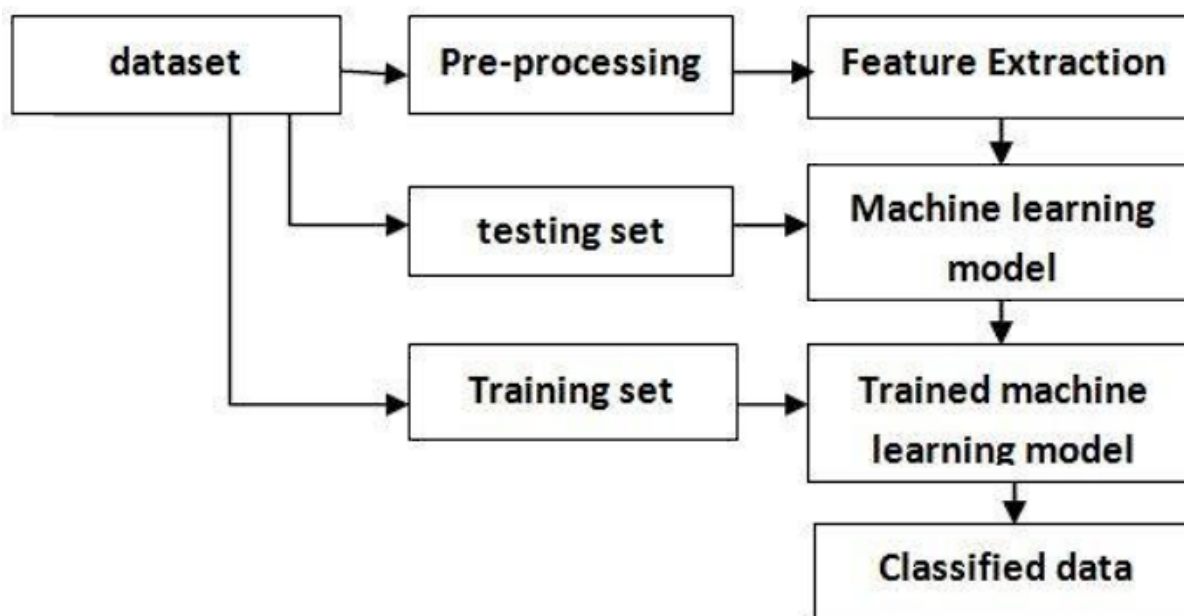 dataset
Pre-processing
Feature Extraction
testing set
Machine learning
model
Training set
Trained machine
learning model
Classified data